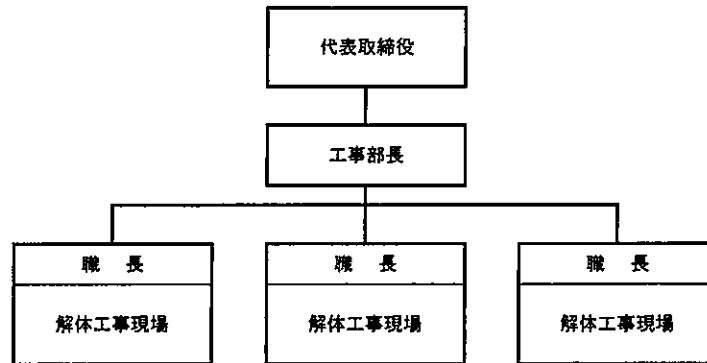 代表取締役
工事部長
職 長
職 長
職 長
解体工事現場
解体工事現場
解体工事現場